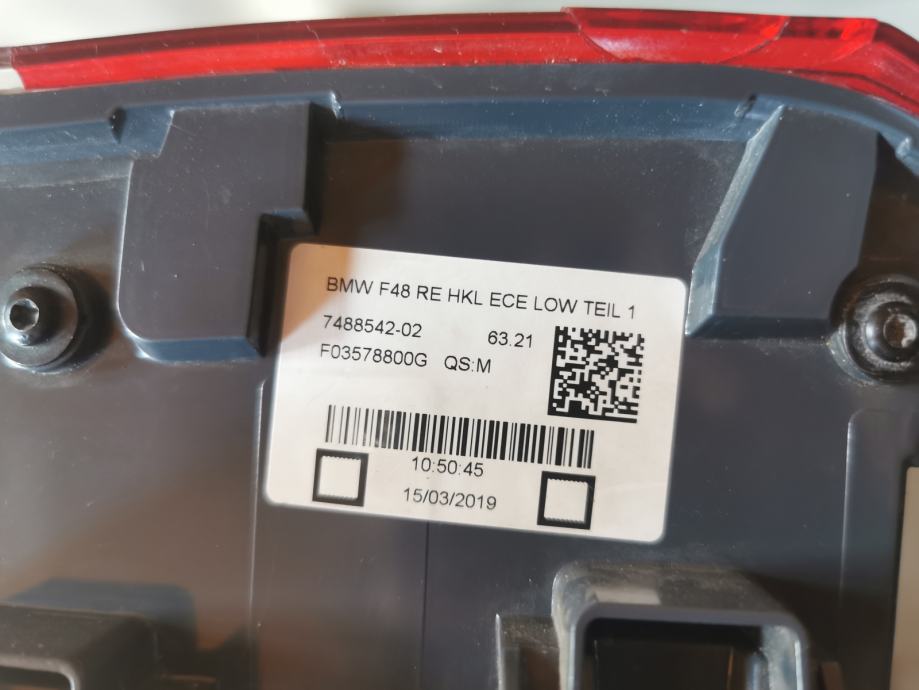 BMW F48 RE HKL ECE LOW TEIL 1
7488542-02 63.21
F03578800G QS:M
10:50:45
15/03/2019